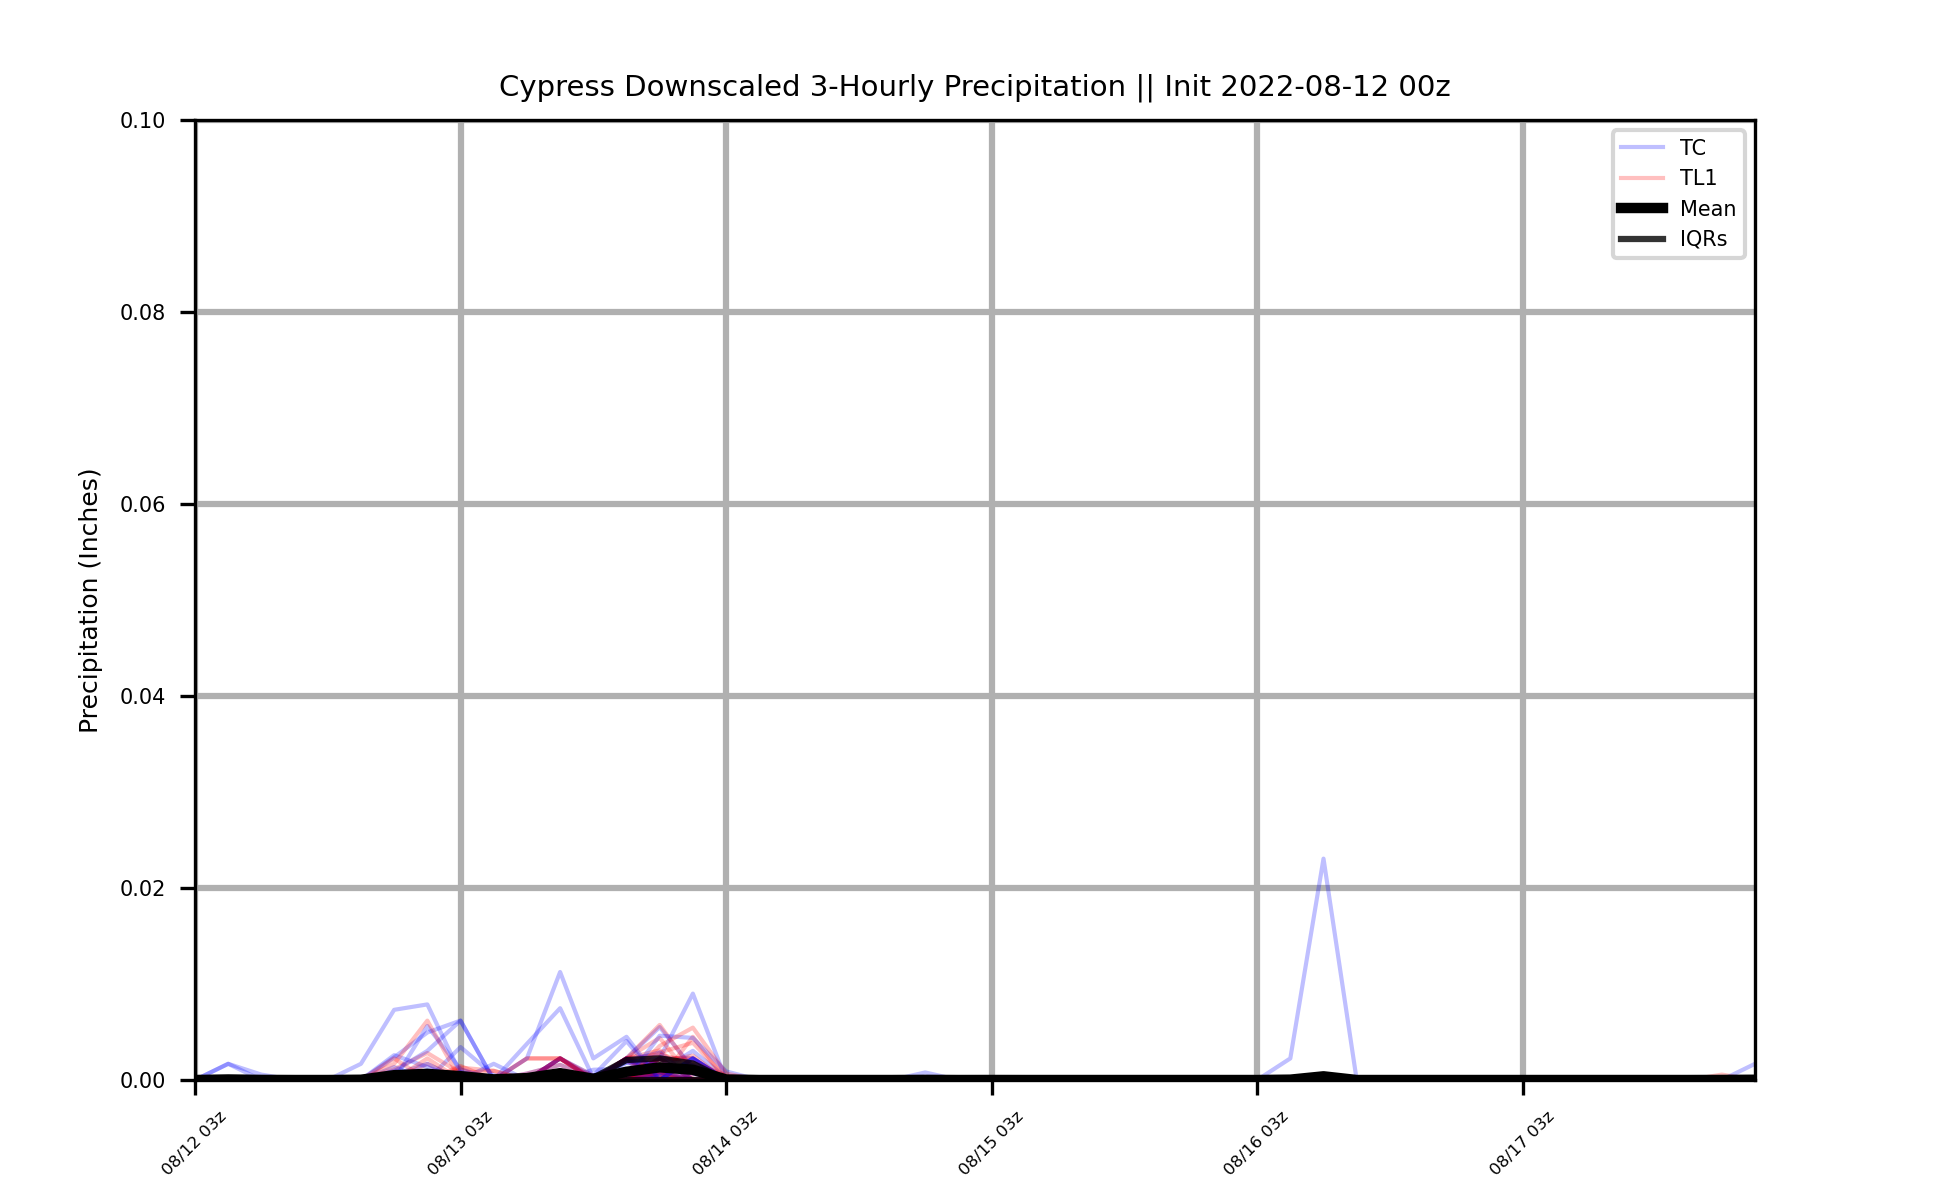 Cypress Downscaled 3-Hourly Precipitation || Init 2022-08-12 00z
0.10
0.08
0.06
0.04
0.02
0.00
Precipitation (Inches)
TC
TL1
Mean
IQRs
08/12 03z
08/13 03z
08/14 03z
08/15 03z
08/16 03z
08/17 03z